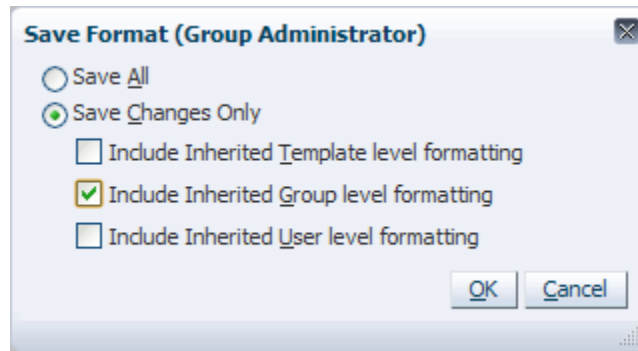 Save Format (Group Administrator)
Save All
Save Changes Only
Include Inherited Template level formatting
Include Inherited Group level formatting
Include Inherited User level formatting
OK Cancel